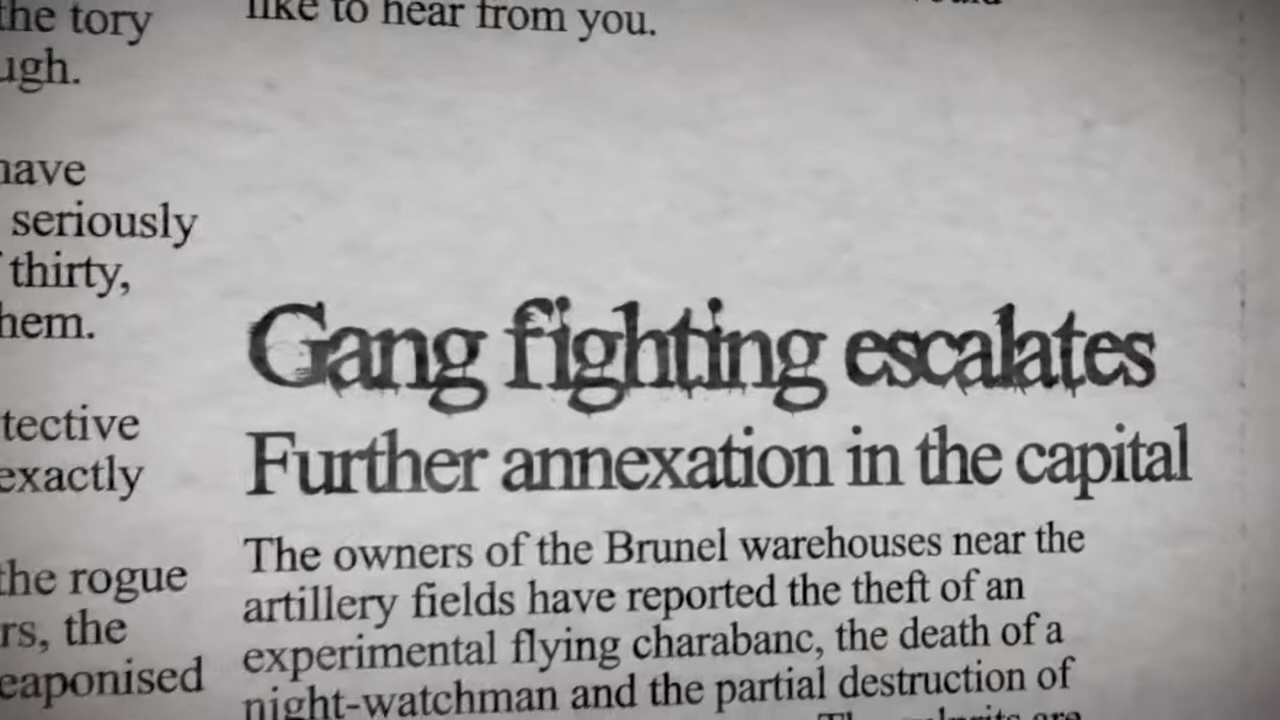 the tory
ugh.
have
seriously
thirty,
hem.
tective
exactly
the rogue
rs, the
eaponised
like to hear from you.
Gang fighting escalates
Further annexation in the capital
The owners of the Brunel warehouses near the
artillery fields have reported the theft of an
experimental flying charabanc, the death of a
night-watchman and the partial destruction of